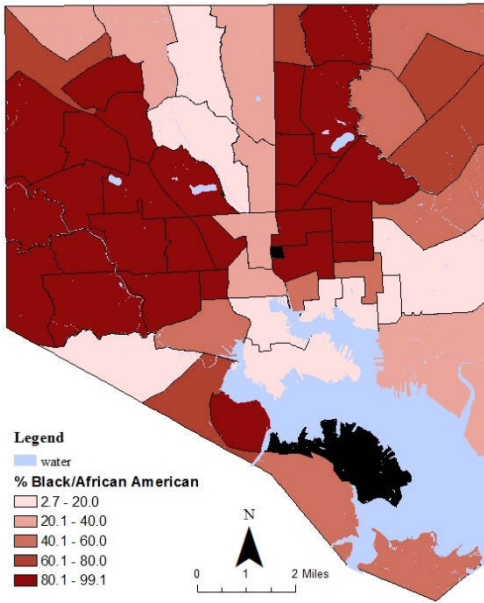 Legend
water
% Black/African American
2.7 - 20.0
20.1 - 40.0
40.1 - 60.0
60.1 - 80.0
80.1 - 99.1
N
0 1 2 Miles